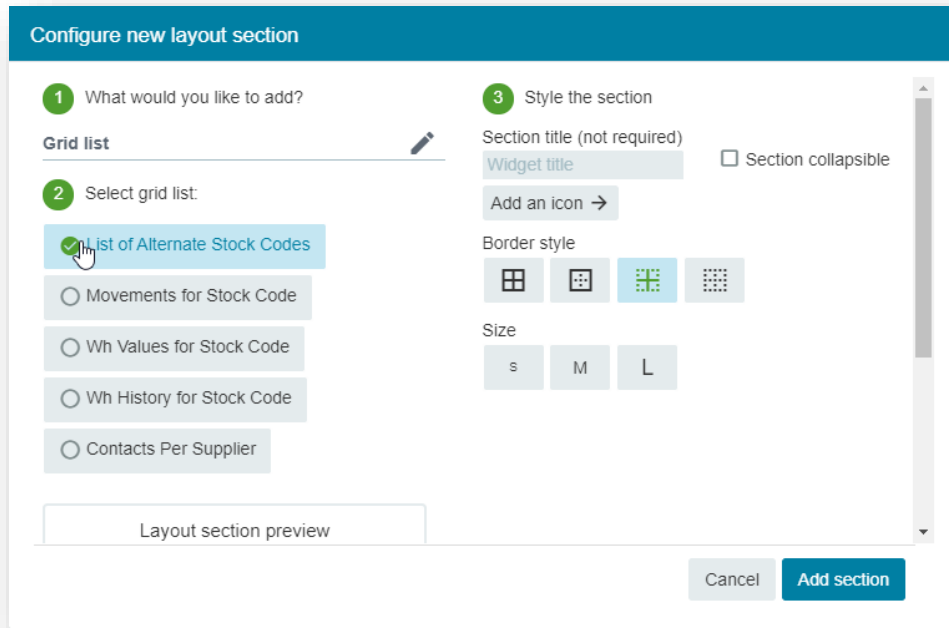 Configure new layout section
1 What would you like to add?
Grid list
2 Select grid list:
List of Alternate Stock Codes
Movements for Stock Code
Wh Values for Stock Code
Wh History for Stock Code
Contacts Per Supplier
Layout section preview
3 Style the section
Section title (not required)
Widget title
Section collapsible
Add an icon →
Border style
Size
S M L
Cancel Add section